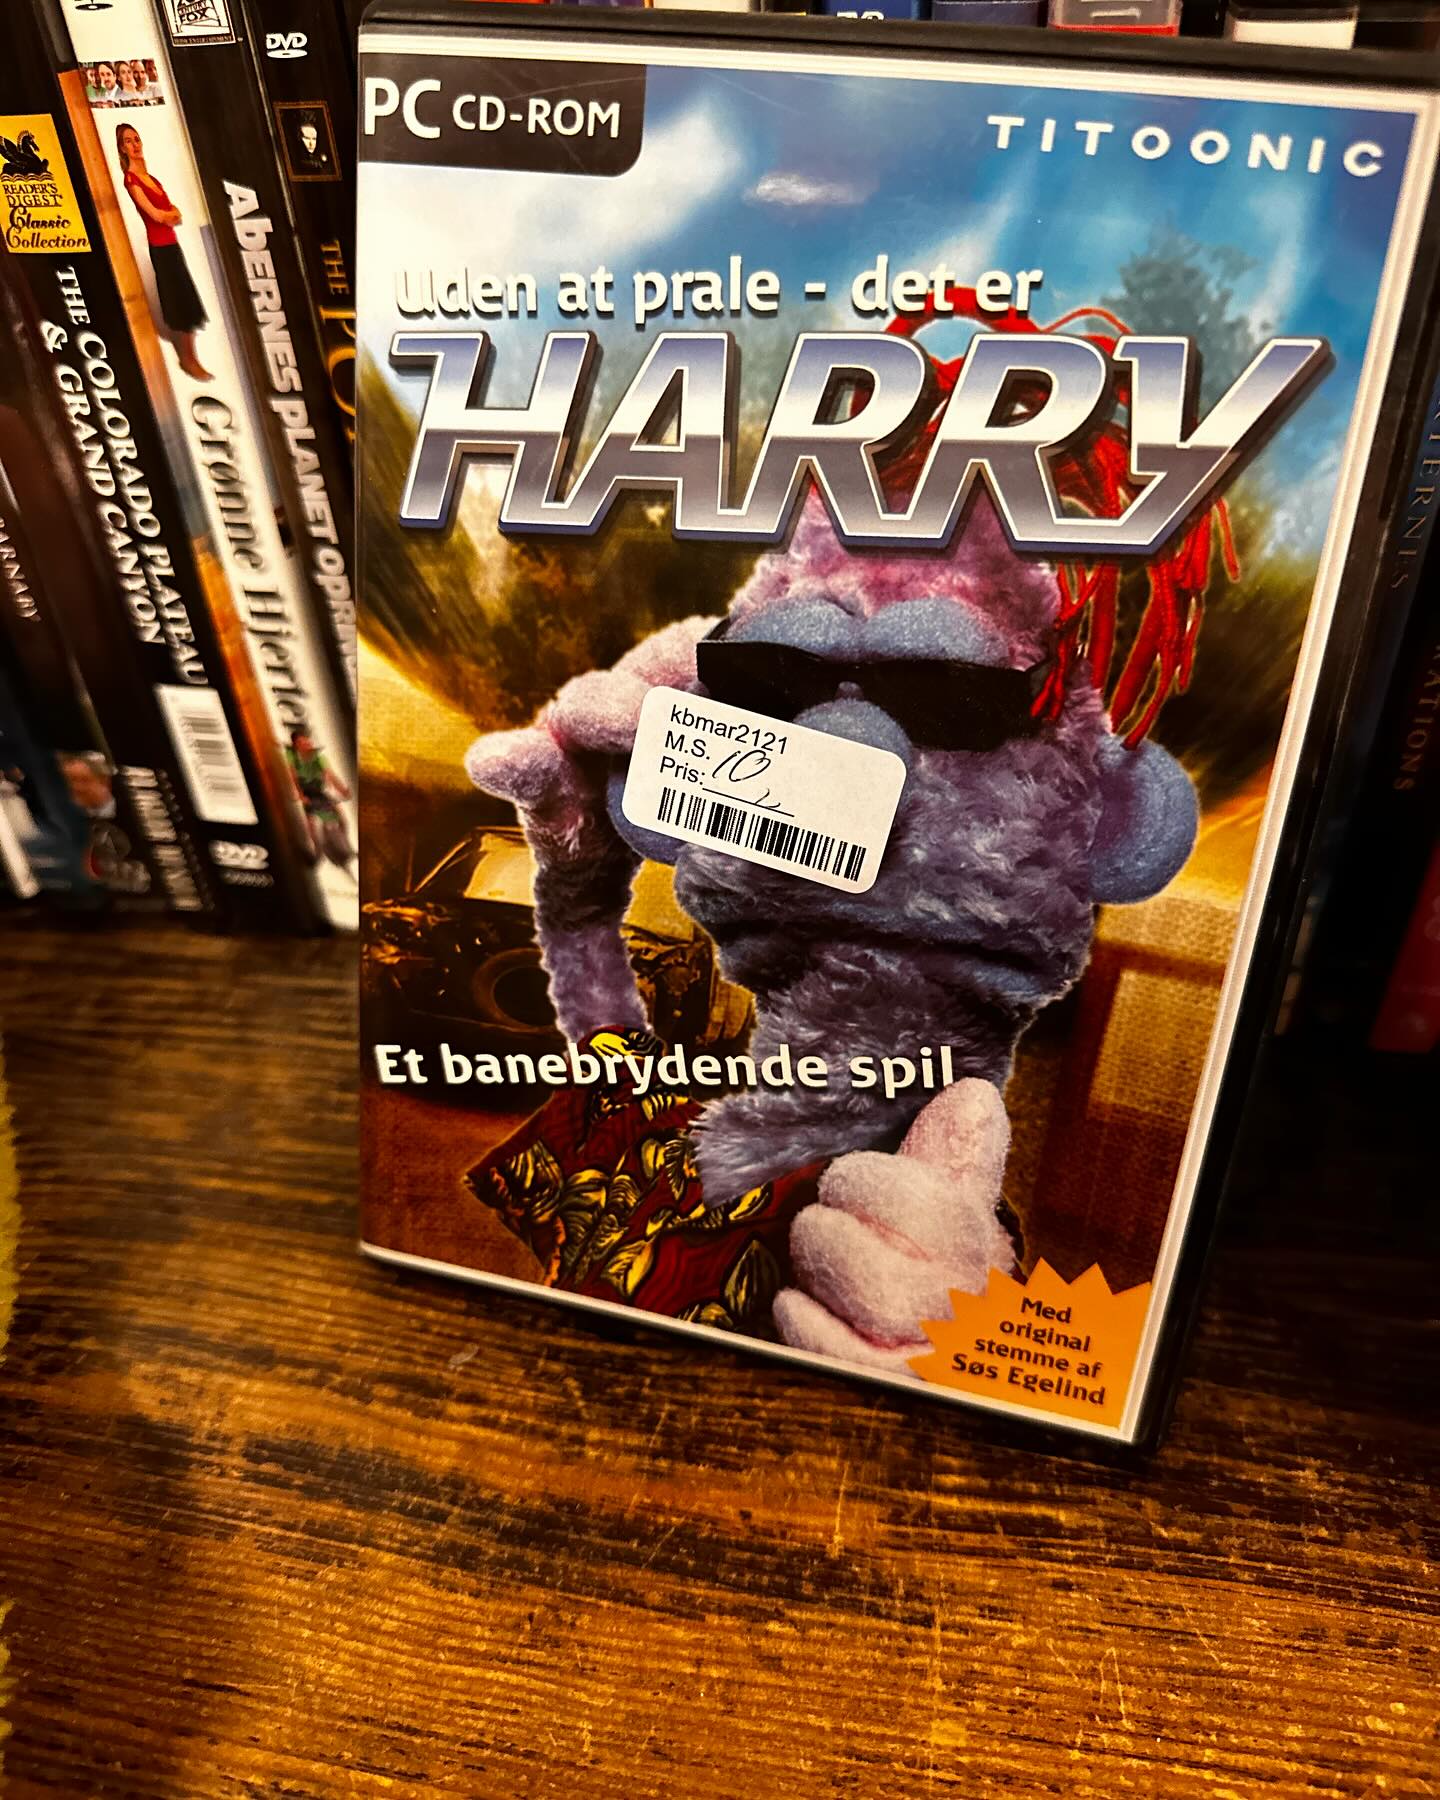 PC CD-ROM
TITOONIC
Uden at prale - det er
HARRY
kbmar2121
M.S. 10
Pris:
Et banebrydende spil
Med
original
stemme af
Søs Egelind
READER'S
DIGEST
Classic
Collection
THE COLORADO PLATEAU
& GRAND CANYON
Grønne Hjerter
DVD
ABERNES PLANET
THE